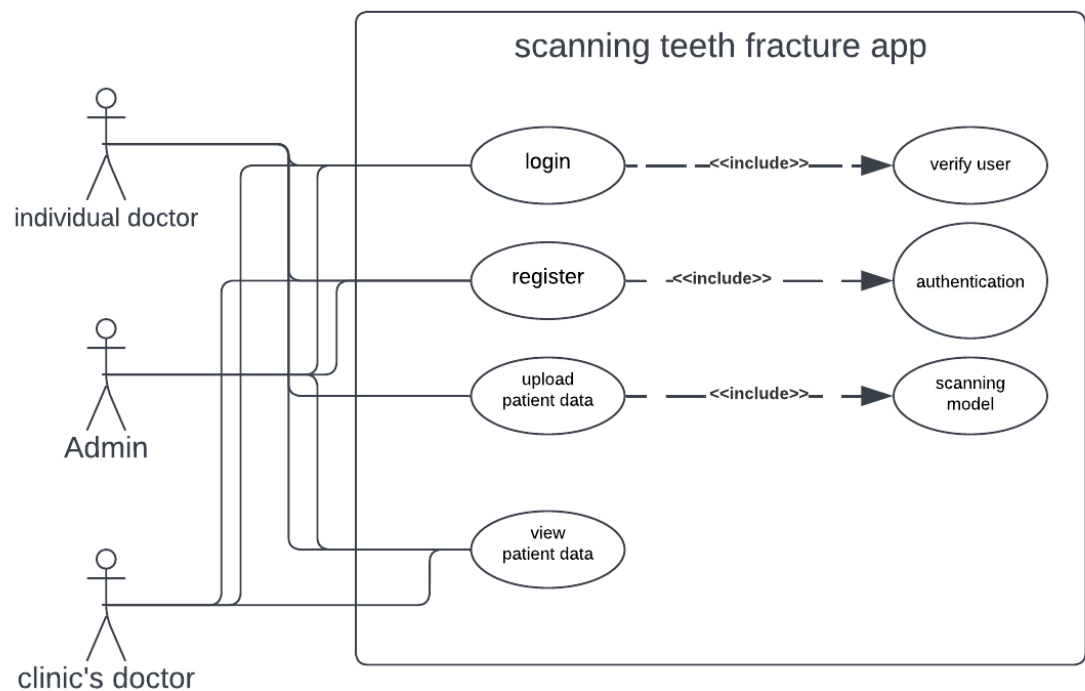 scanning teeth fracture app
individual doctor
login
<<include>>
verify user
register
<<include>>
authentication
Admin
upload
patient data
<<include>>
scanning
model
view
patient data
clinic's doctor